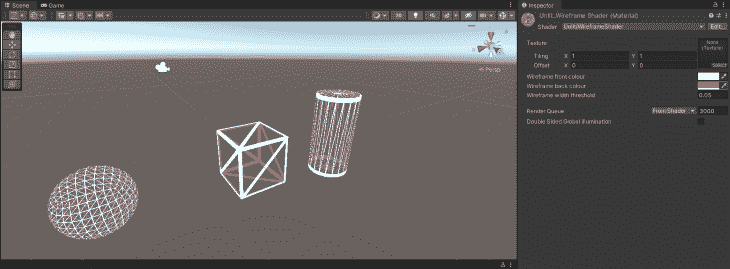 Scene
Game
2D
Persp
Inspector
Unlit_Wireframe Shader (Material)
Shader
Unlit/WireframeShader
Edit...
Texture
None
(Texture)
Tiling X 1 Y 1
Offset X 0 Y 0
Select
Wireframe front colour
Wireframe back colour
Wireframe width threshold 0.05
Render Queue From Shader 3000
Double Sided Global Illumination